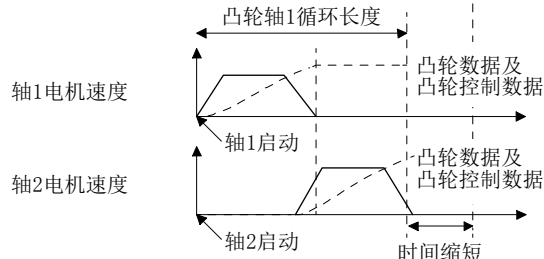 凸轮轴1循环长度
凸轮数据及
凸轮控制数据
轴1电机速度
轴1启动
凸轮数据及
凸轮控制数据
轴2电机速度
轴2启动
时间缩短